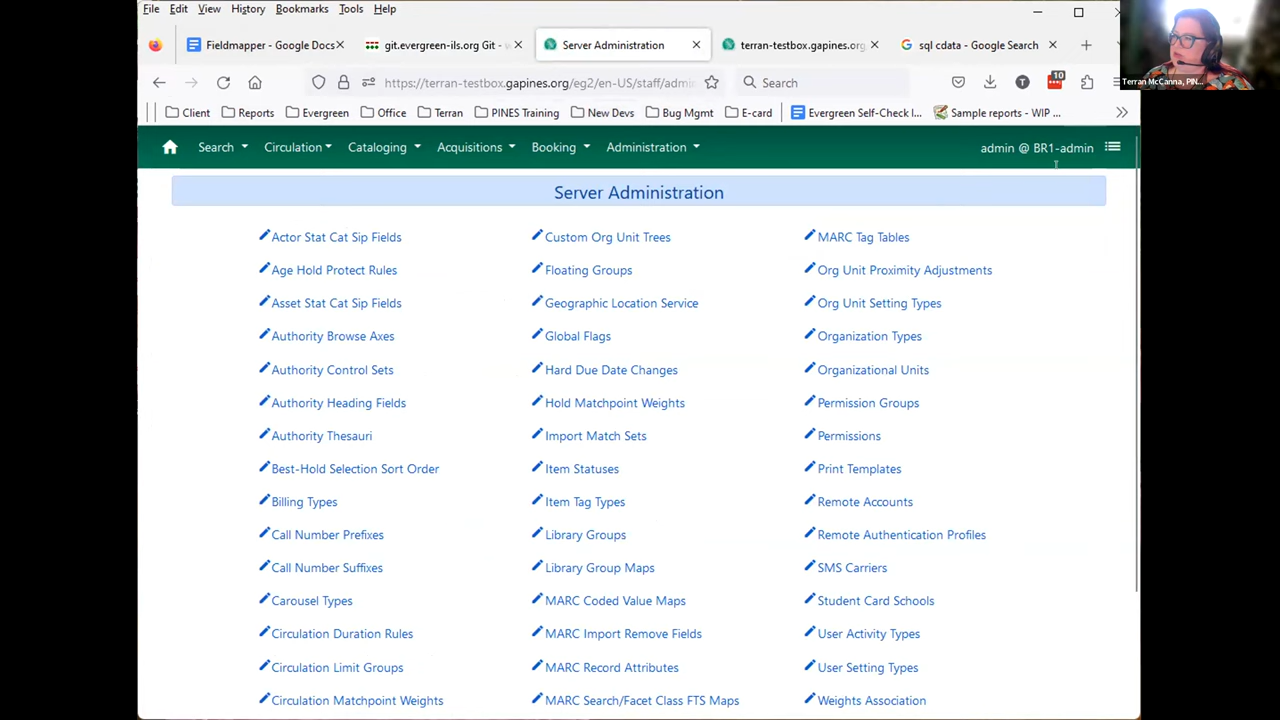 File Edit View History Bookmarks Tools Help
Fieldmapper - Google Docs
git.evergreen-ils.org Git -
Server Administration
terran-testbox.gapines.org
sql cdata - Google Search
https://terran-testbox.gapines.org/eg2/en-US/staff/admi
Search
T
10
Client Reports Evergreen Office Terran PINES Training New Devs Bug Mgmt E-card Evergreen Self-Check I... Sample reports - WIP ...
Terran McCanna, PIN...
Search Circulation Cataloging Acquisitions Booking Administration admin @ BR1-admin
Server Administration
Actor Stat Cat Sip Fields
Age Hold Protect Rules
Asset Stat Cat Sip Fields
Authority Browse Axes
Authority Control Sets
Authority Heading Fields
Authority Thesauri
Best-Hold Selection Sort Order
Billing Types
Call Number Prefixes
Call Number Suffixes
Carousel Types
Circulation Duration Rules
Circulation Limit Groups
Circulation Matchpoint Weights
Custom Org Unit Trees
Floating Groups
Geographic Location Service
Global Flags
Hard Due Date Changes
Hold Matchpoint Weights
Import Match Sets
Item Statuses
Item Tag Types
Library Groups
Library Group Maps
MARC Coded Value Maps
MARC Import Remove Fields
MARC Record Attributes
MARC Search/Facet Class FTS Maps
MARC Tag Tables
Org Unit Proximity Adjustments
Org Unit Setting Types
Organization Types
Organizational Units
Permission Groups
Permissions
Print Templates
Remote Accounts
Remote Authentication Profiles
SMS Carriers
Student Card Schools
User Activity Types
User Setting Types
Weights Association